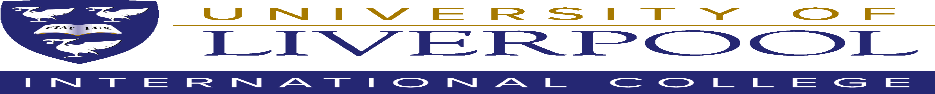 UNIVERSITY OF
LIVERPOOL
INTERNATIONAL COLLEGE